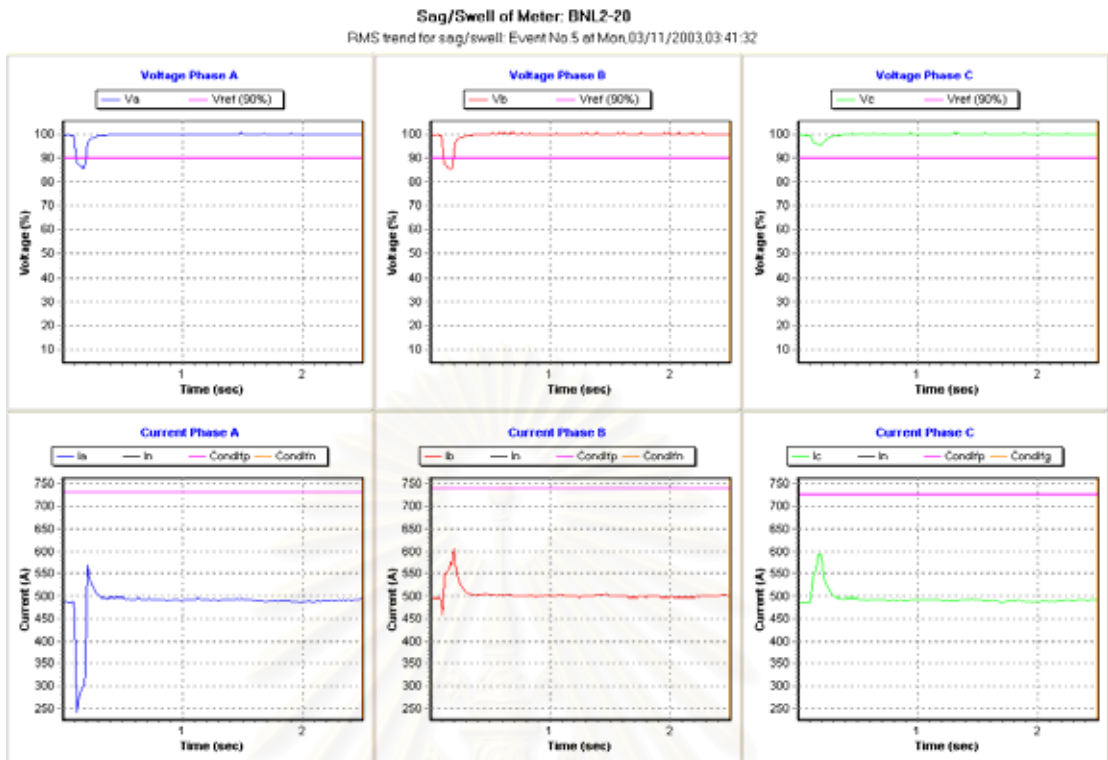 Sag/Swell of Meter: BNL2-20
RMS trend for sag/swell: Event No.5 at Mon,03/11/2003,03:41:32
Voltage Phase A
Va Vref (90%)
100
90
80
70
60
50
40
30
20
10
Voltage (%)
1 2
Time (sec)
Voltage Phase B
Vb Vref (90%)
100
90
80
70
60
50
40
30
20
10
Voltage (%)
1 2
Time (sec)
Voltage Phase C
Vc Vref (90%)
100
90
80
70
60
50
40
30
20
10
Voltage (%)
1 2
Time (sec)
Current Phase A
Ia In Conditp Conditn
750
700
650
600
550
500
450
400
350
300
250
Current (A)
1 2
Time (sec)
Current Phase B
Ib In Conditp Conditn
750
700
650
600
550
500
450
400
350
300
250
Current (A)
1 2
Time (sec)
Current Phase C
Ic In Conditp Conditg
750
700
650
600
550
500
450
400
350
300
250
Current (A)
1 2
Time (sec)